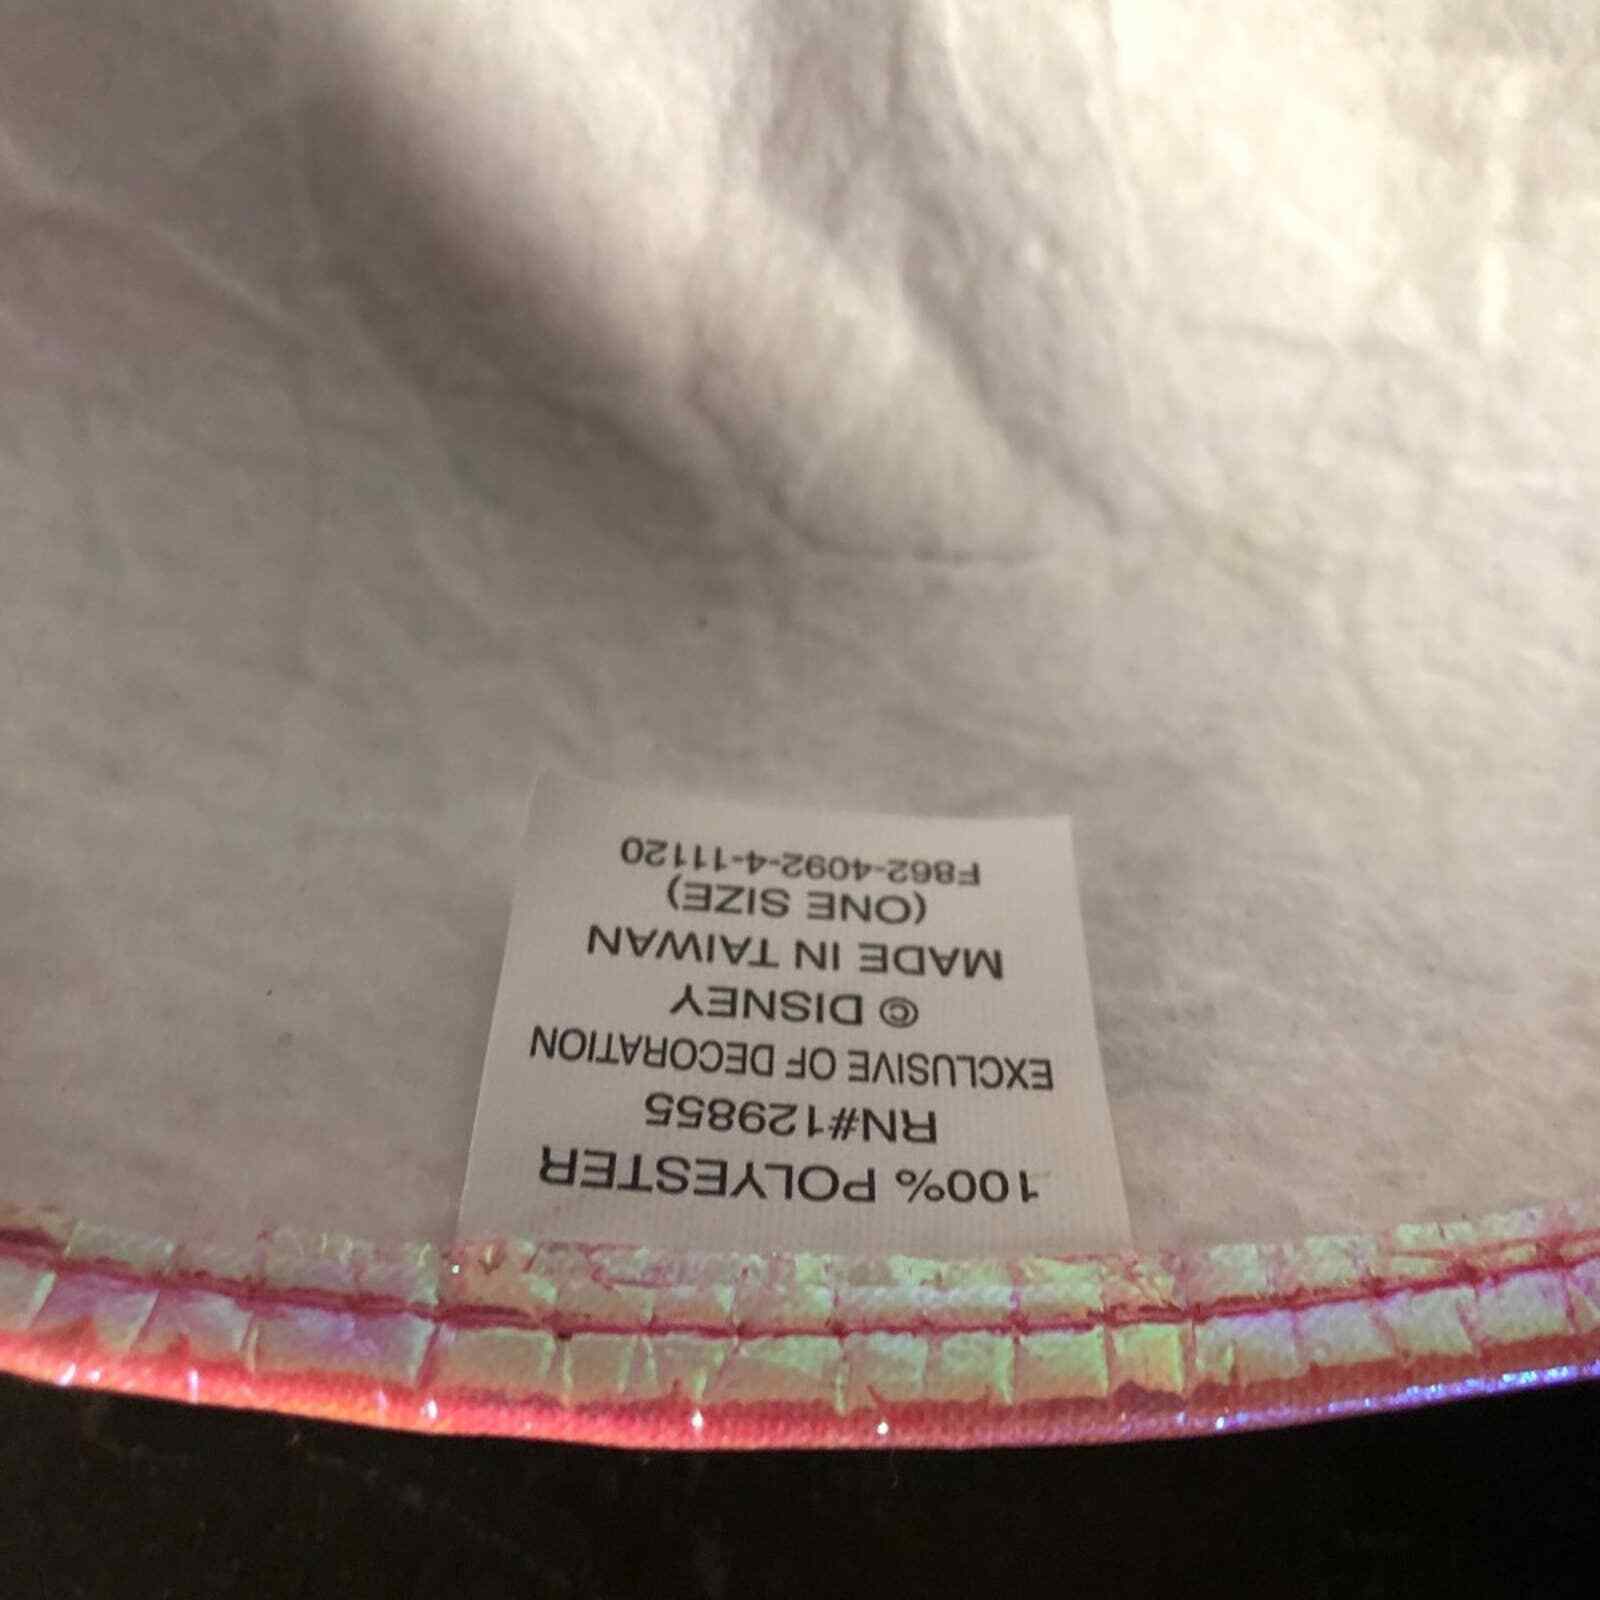 100% POLYESTER
RN#129855
EXCLUSIVE OF DECORATION
© DISNEY
MADE IN TAIWAN
(ONE SIZE)
F862-4092-4-11120